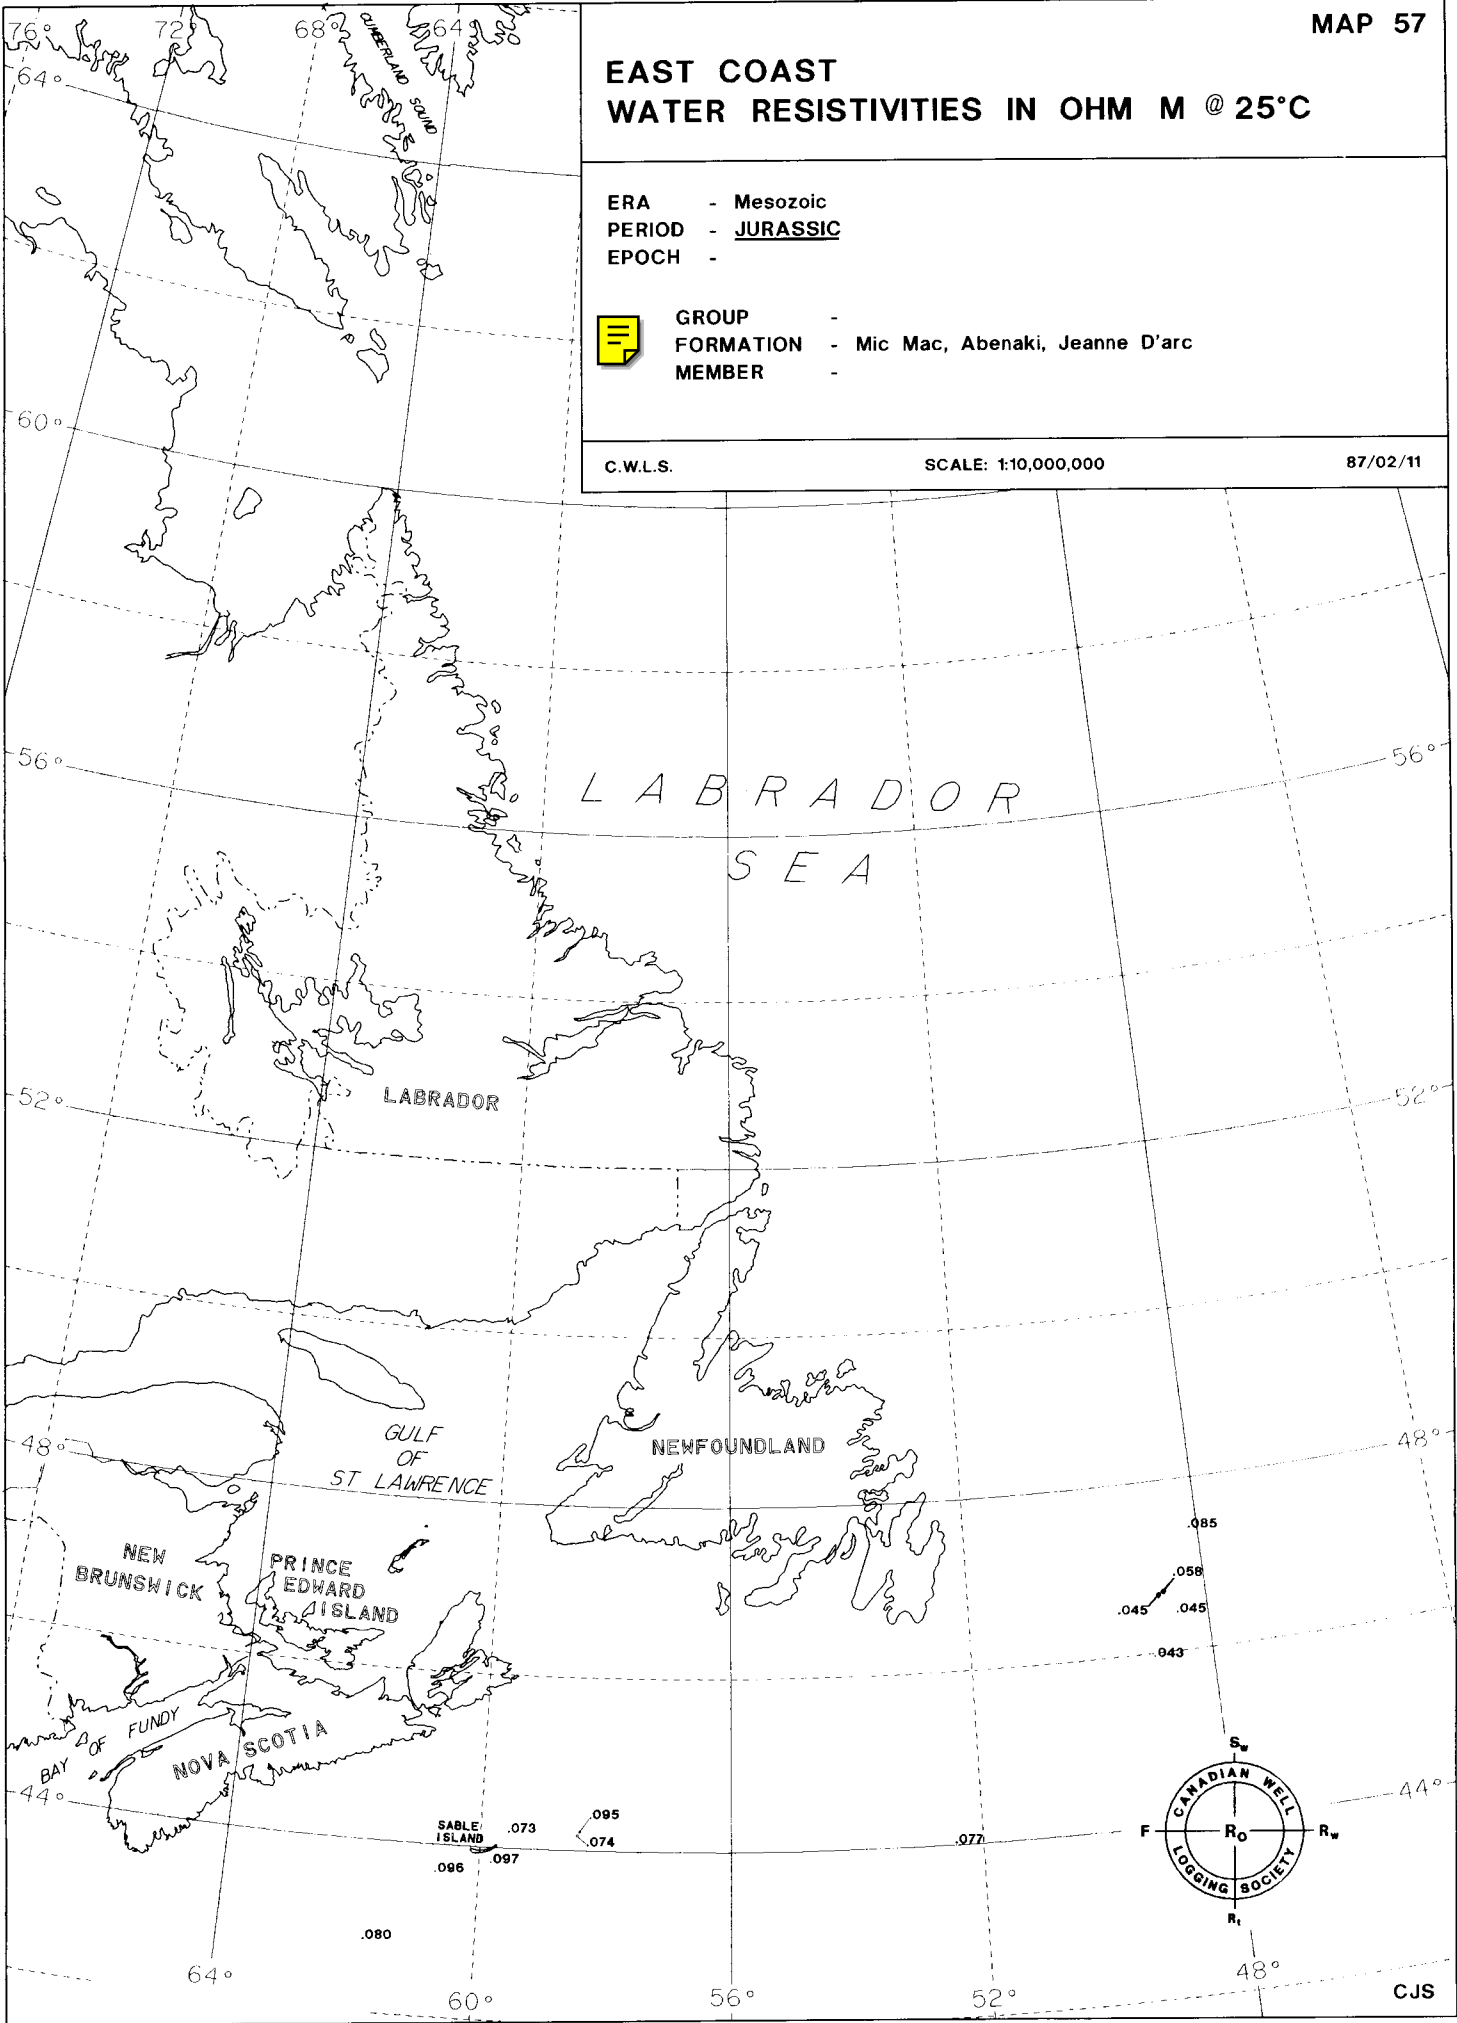 MAP 57
EAST COAST
WATER RESISTIVITIES IN OHM M @ 25°C
ERA - Mesozoic
PERIOD - JURASSIC
EPOCH -
GROUP -
FORMATION - Mic Mac, Abenaki, Jeanne D'arc
MEMBER -
C.W.L.S. SCALE: 1:10,000,000 87/02/11
76° 72° 68° 64°
CUMBERLAND SOUND
64°
60°
56° 56°
LABRADOR
SEA
52° 52°
LABRADOR
GULF
OF
ST LAWRENCE
NEWFOUNDLAND
48° 48°
.085
.058
.045 .045
.043
NEW
BRUNSWICK
PRINCE
EDWARD
ISLAND
BAY OF FUNDY
NOVA SCOTIA
44° 44°
SABLE
ISLAND
.073
.095
.074
.077
.096
.097
.080
Sw
CANADIAN WELL
F Ro Rw
LOGGING SOCIETY
Rt
64° 60° 56° 52° 48°
CJS